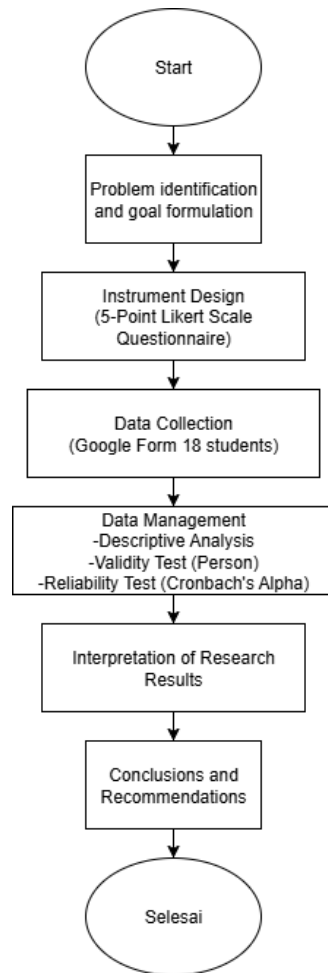 Start
Problem identification
and goal formulation
Instrument Design
(5-Point Likert Scale
Questionnaire)
Data Collection
(Google Form 18 students)
Data Management
-Descriptive Analysis
-Validity Test (Person)
-Reliability Test (Cronbach's Alpha)
Interpretation of Research
Results
Conclusions and
Recommendations
Selesai